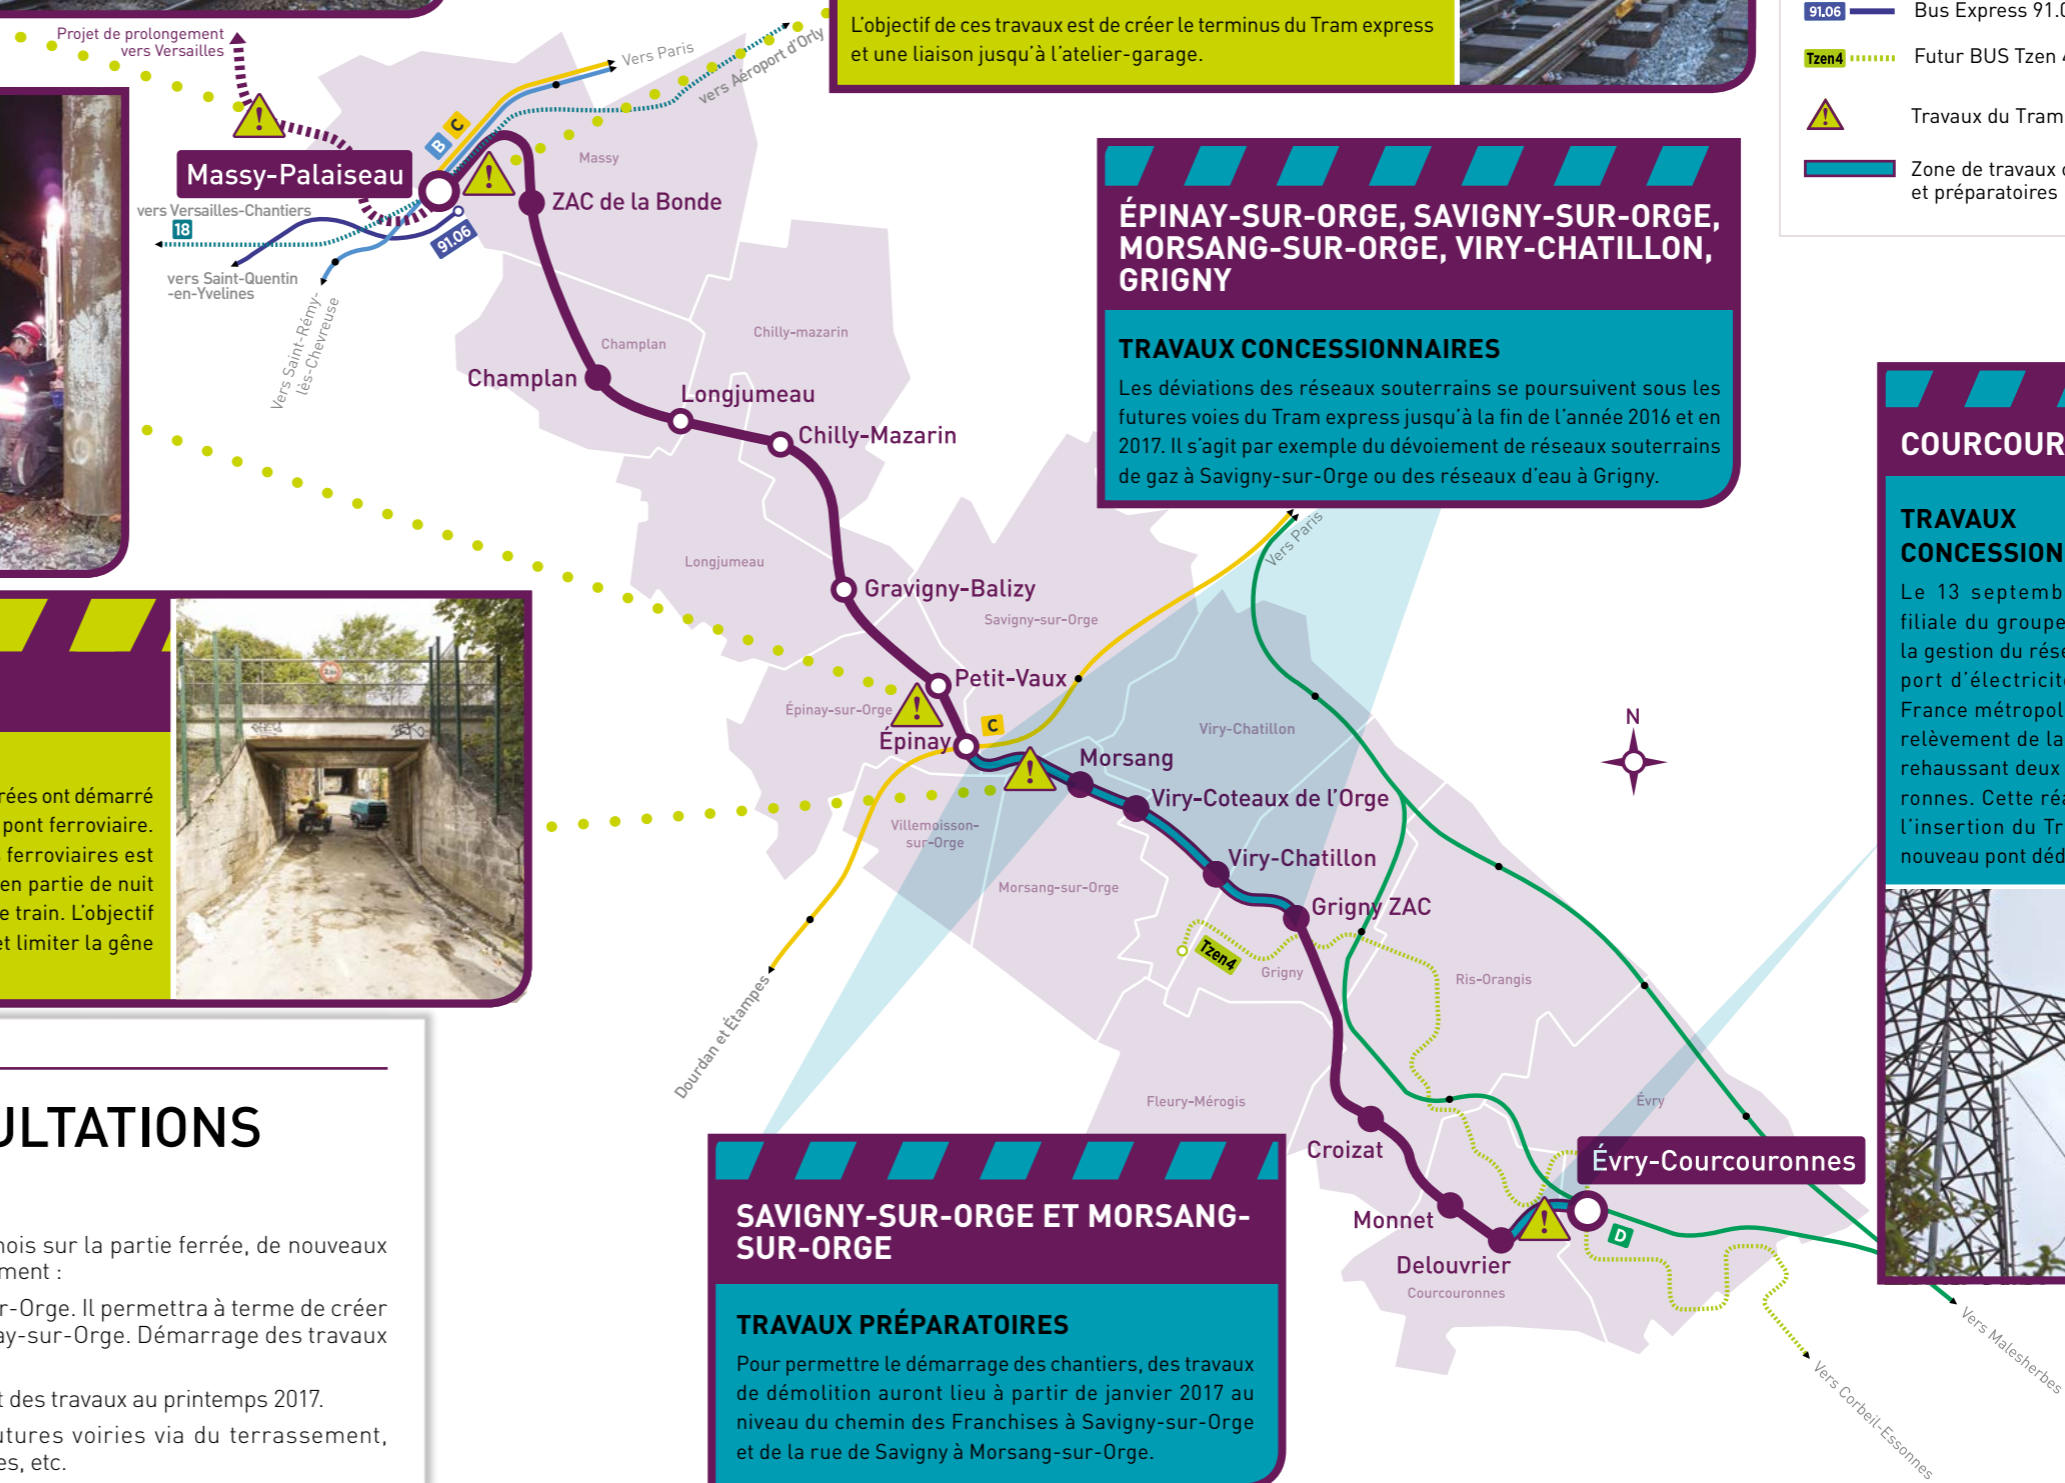 Projet de prolongement
vers Versailles
Vers Paris
vers Aéroport d'Orly
L'objectif de ces travaux est de créer le terminus du Tram express
et une liaison jusqu'à l'atelier-garage.
91.06 Bus Express 91.0
Tzen4 Futur BUS Tzen 4
Travaux du Tram
Zone de travaux
et préparatoires
B
C
Massy
Massy-Palaiseau
ZAC de la Bonde
vers Versailles-Chantiers
18
91.06
vers Saint-Quentin
-en-Yvelines
Vers Saint-Rémy-
lès-Chevreuse
Champlan
Chilly-mazarin
Champlan
Longjumeau
Chilly-Mazarin
Longjumeau
Gravigny-Balizy
Savigny-sur-Orge
Petit-Vaux
Épinay-sur-Orge
C
Épinay
Morsang
Viry-Chatillon
Viry-Coteaux de l'Orge
Villemoisson-
sur-Orge
Viry-Chatillon
Morsang-sur-Orge
Grigny ZAC
Tzen4
Grigny
Ris-Orangis
Dourdan et Étampes
Vers Paris
N
Fleury-Mérogis
Évry
Croizat
Évry-Courcouronnes
Monnet
D
Delouvrier
Courcouronnes
Vers Malesherbes
Vers Corbeil-Essonnes
ÉPINAY-SUR-ORGE, SAVIGNY-SUR-ORGE,
MORSANG-SUR-ORGE, VIRY-CHATILLON,
GRIGNY
TRAVAUX CONCESSIONNAIRES
Les déviations des réseaux souterrains se poursuivent sous les
futures voies du Tram express jusqu'à la fin de l'année 2016 et en
2017. Il s'agit par exemple du dévoiement de réseaux souterrains
de gaz à Savigny-sur-Orge ou des réseaux d'eau à Grigny.
COURCOUR
TRAVAUX
CONCESSION
Le 13 septemb
filiale du groupe
la gestion du rése
port d'électricité
France métropol
relèvement de la
rehaussant deux
ronnes. Cette réa
l'insertion du Tr
nouveau pont déd
rées ont démarré
pont ferroviaire.
ferroviaires est
en partie de nuit
e train. L'objectif
et limiter la gêne
ULTATIONS
nois sur la partie ferrée, de nouveaux
ment :
r-Orge. Il permettra à terme de créer
ay-sur-Orge. Démarrage des travaux
t des travaux au printemps 2017.
utures voiries via du terrassement,
es, etc.
SAVIGNY-SUR-ORGE ET MORSANG-
SUR-ORGE
TRAVAUX PRÉPARATOIRES
Pour permettre le démarrage des chantiers, des travaux
de démolition auront lieu à partir de janvier 2017 au
niveau du chemin des Franchises à Savigny-sur-Orge
et de la rue de Savigny à Morsang-sur-Orge.